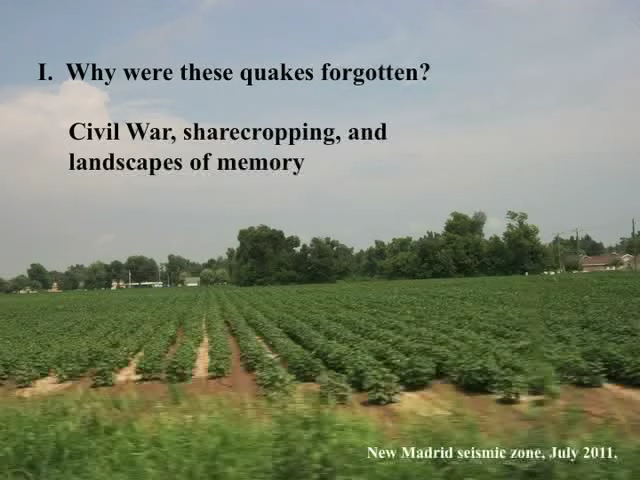 I.  Why were these quakes forgotten?
Civil War, sharecropping, and
landscapes of memory
New Madrid seismic zone, July 2011.